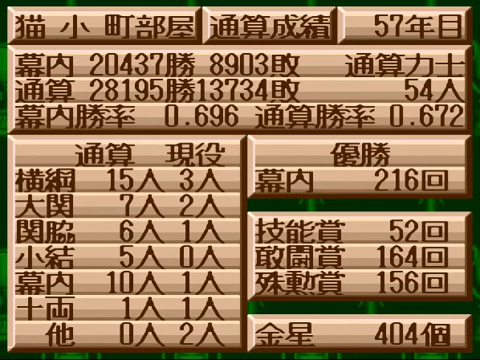 猫 小 町部屋 通算成績 57年目
幕内 20437勝 8903敗 通算力士
通算 28195勝13734敗 54人
幕内勝率 0.696 通算勝率 0.672
通算 現役
横綱 15人 3人
大関 7人 2人
関脇 6人 1人
小結 5人 0人
幕内 10人 1人
十両 1人 1人
他 0人 2人
優勝
幕内 216回
技能賞 52回
敢闘賞 164回
殊勲賞 156回
金星 404個